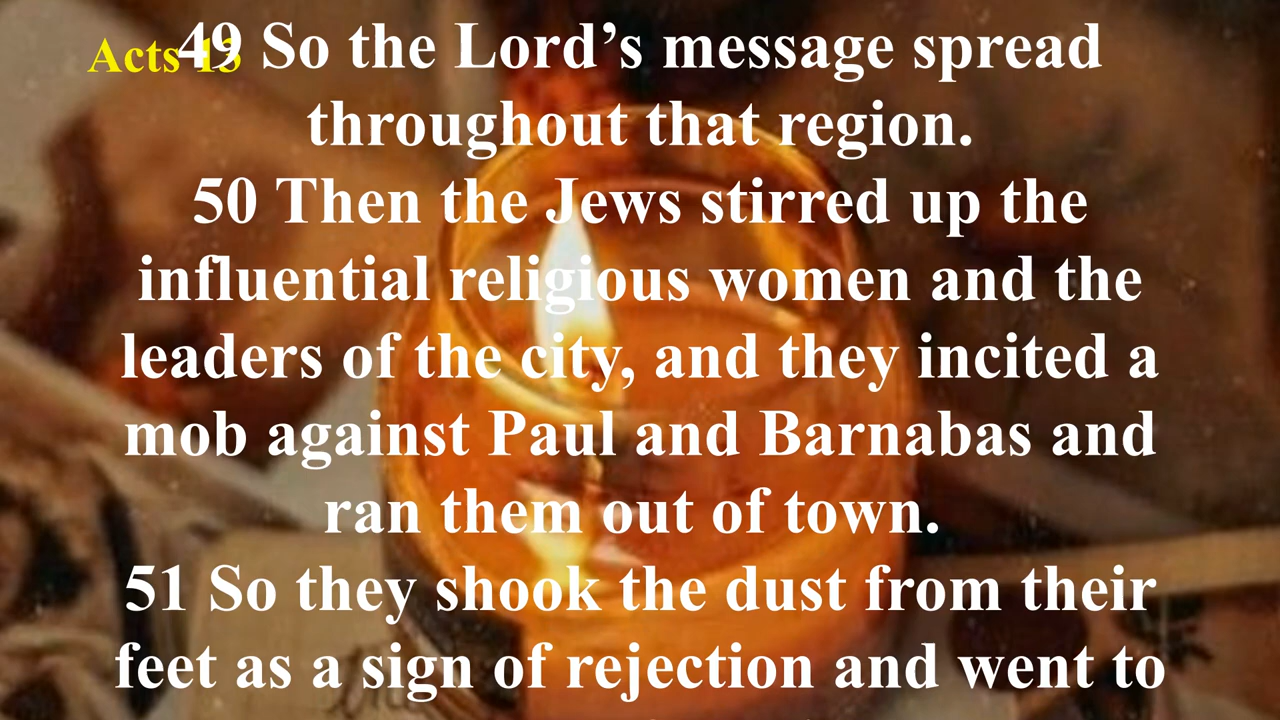 Acts 13
49 So the Lord’s message spread
throughout that region.
50 Then the Jews stirred up the
influential religious women and the
leaders of the city, and they incited a
mob against Paul and Barnabas and
ran them out of town.
51 So they shook the dust from their
feet as a sign of rejection and went to